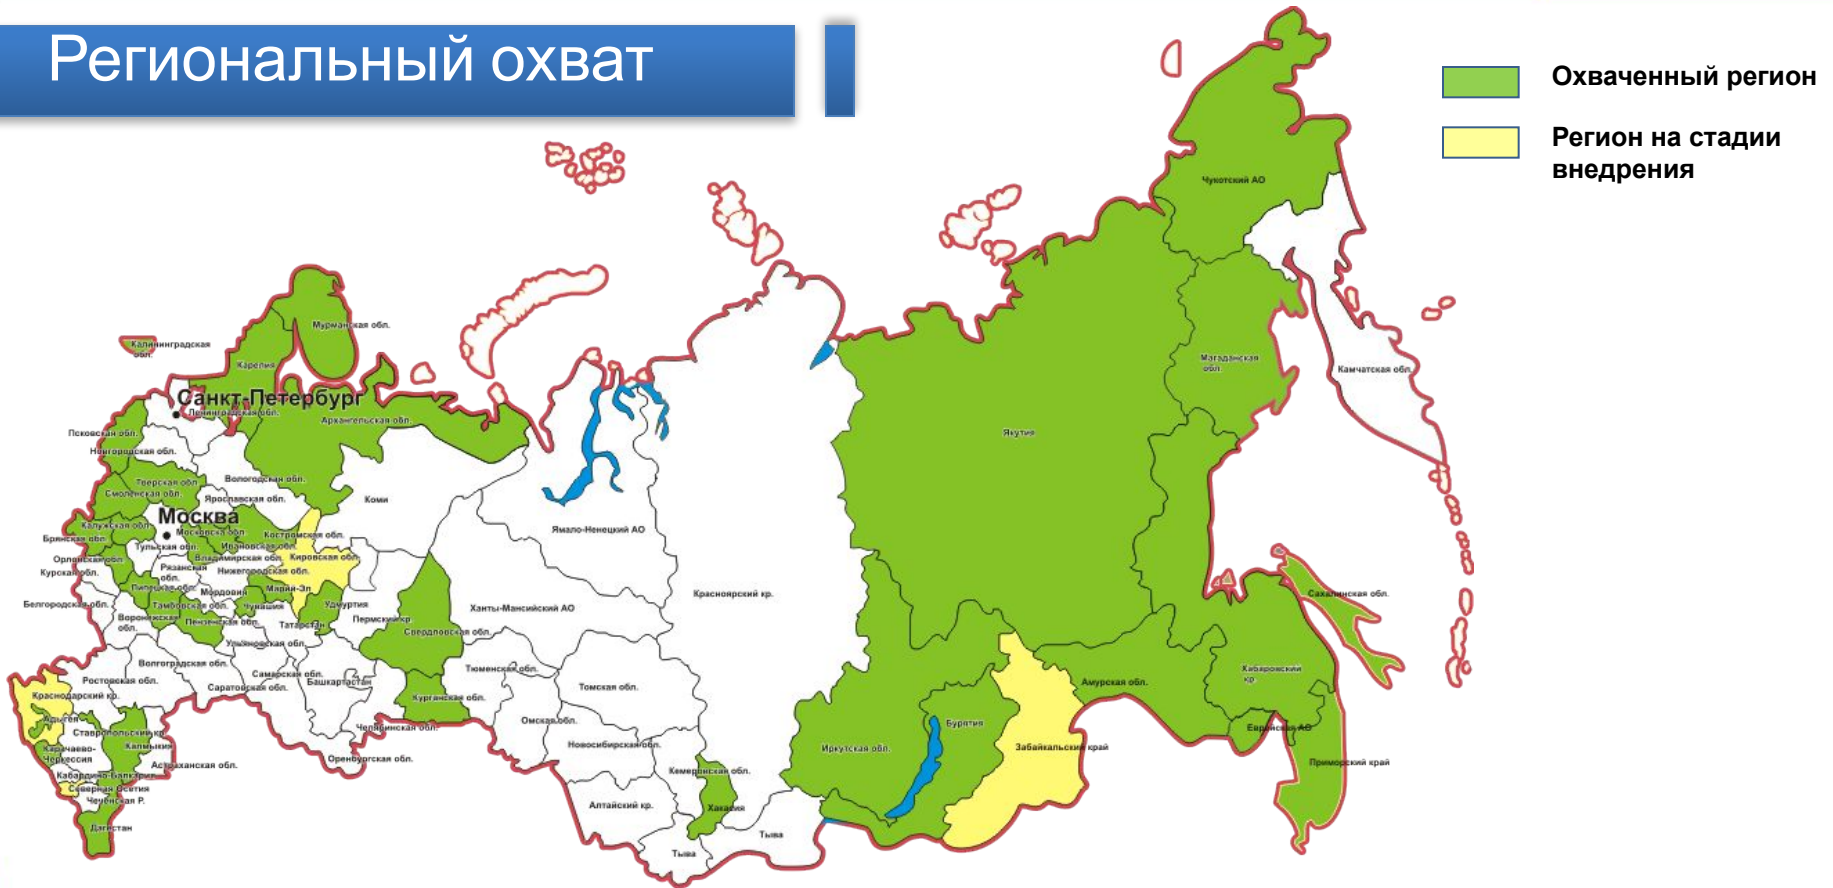 Региональный охват
Охваченный регион
Регион на стадии
внедрения
Чукотский АО
Мурманская обл.
Калининградская
обл.
Карелия
Магаданская
обл.
Камчатская обл.
Санкт-Петербург
Ленинградская обл.
Архангельская обл.
Псковская обл.
Якутия
Новгородская обл.
Вологодская обл.
Тверская обл.
Смоленская обл.
Ярославская обл.
Коми
Москва
Калужская обл.
Московска обл.
Костромская обл.
Ямало-Ненецкий АО
Брянская обл.
Тульская обл.
Ивановская обл.
Орловская обл.
Владимирская обл.
Кировская обл.
Курская обл.
Рязанская
обл.
Нижегородская обл.
Липецкая обл.
Мордовия
Марий-Эл
Красноярский кр.
Сахалинская обл.
Белгородская обл.
Тамбовская обл.
Чувашия
Удмуртия
Ханты-Мансийский АО
Воронежская
обл.
Пензенская обл.
Татарстан
Пермский кр.
Свердловская обл.
Ульяновская обл.
Волгоградская обл.
Самарская обл.
Тюменская обл.
Хабаровский
кр.
Ростовская обл.
Саратовская обл.
Башкартастан
Томская обл.
Амурская обл.
Краснодарский кр.
Курганская обл.
Адыгея
Омская обл.
Бурятия
Еврейская АО
Ставропольский кр.
Челябинская обл.
Карачаево-
Черкессия
Калмыкия
Новосибирская обл.
Иркутская обл.
Забайкальский край
Астраханская обл.
Оренбургская обл.
Приморский край
Кабардино-Балкария
Кемеровская обл.
Северная Осетия
Чеченская Р.
Алтайский кр.
Хакасия
Дагестан
Тыва
Тыва